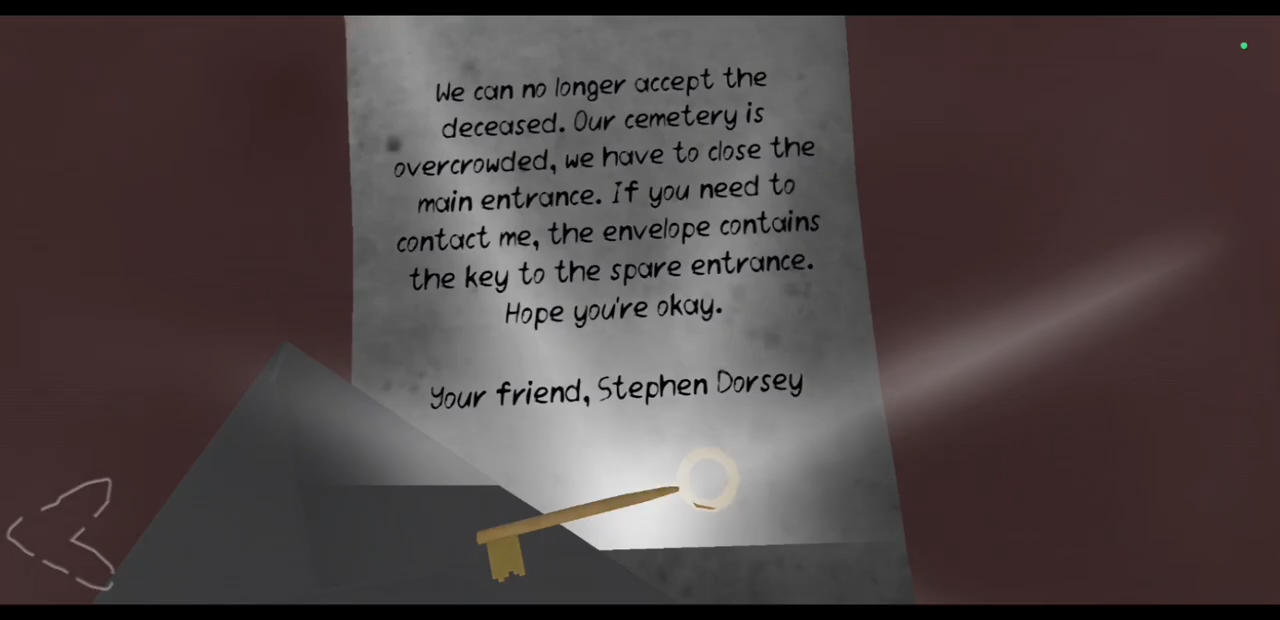 We can no longer accept the
deceased. Our cemetery is
overcrowded, we have to close the
main entrance. If you need to
contact me, the envelope contains
the key to the spare entrance.
Hope you're okay.
Your friend, Stephen Dorsey